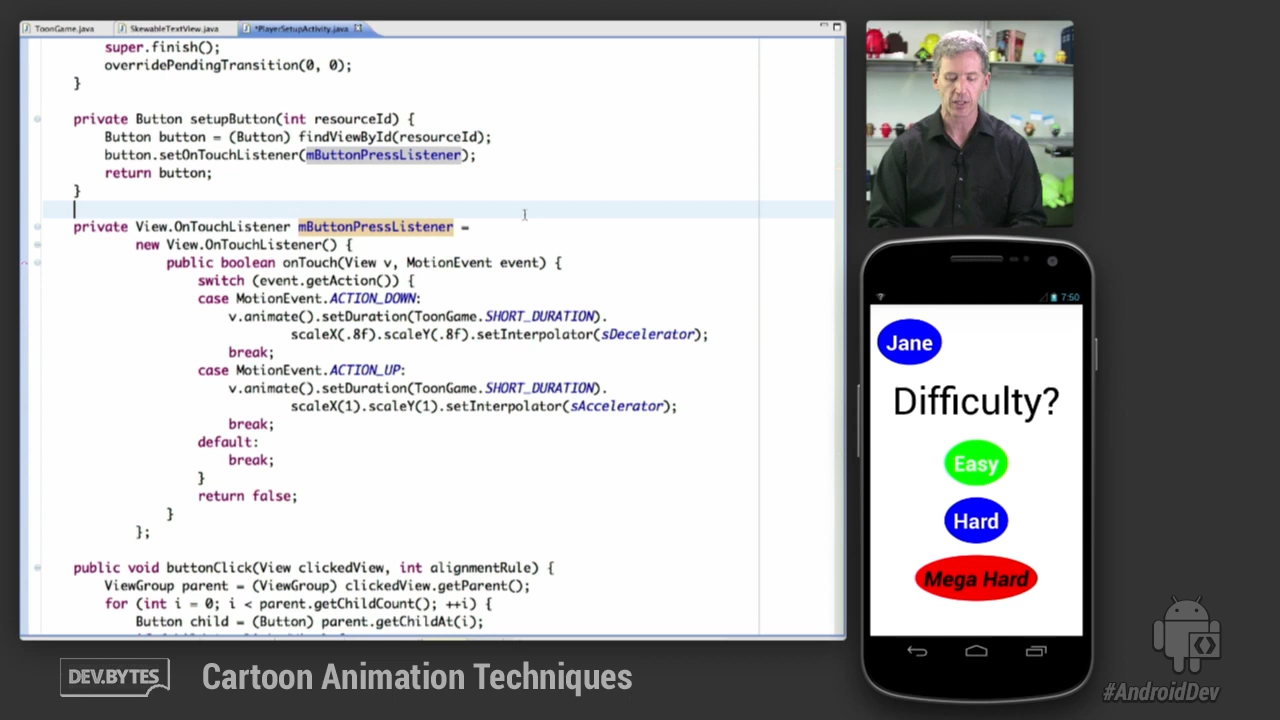 ToonGame.java
SkewableTextView.java
*PlayerSetupActivity.java
super.finish();
overridePendingTransition(0, 0);
}
private Button setupButton(int resourceId) {
Button button = (Button) findViewById(resourceId);
button.setOnTouchListener(mButtonPressListener);
return button;
}
private View.OnTouchListener mButtonPressListener =
new View.OnTouchListener() {
public boolean onTouch(View v, MotionEvent event) {
switch (event.getAction()) {
case MotionEvent.ACTION_DOWN:
v.animate().setDuration(ToonGame.SHORT_DURATION).
scaleX(.8f).scaleY(.8f).setInterpolator(sDecelerator);
break;
case MotionEvent.ACTION_UP:
v.animate().setDuration(ToonGame.SHORT_DURATION).
scaleX(1).scaleY(1).setInterpolator(sAccelerator);
break;
default:
break;
}
return false;
}
};
public void buttonClick(View clickedView, int alignmentRule) {
ViewGroup parent = (ViewGroup) clickedView.getParent();
for (int i = 0; i < parent.getChildCount(); ++i) {
Button child = (Button) parent.getChildAt(i);
7:50
Jane
Difficulty?
Easy
Hard
Mega Hard
DEV.BYTES
Cartoon Animation Techniques
#AndroidDev